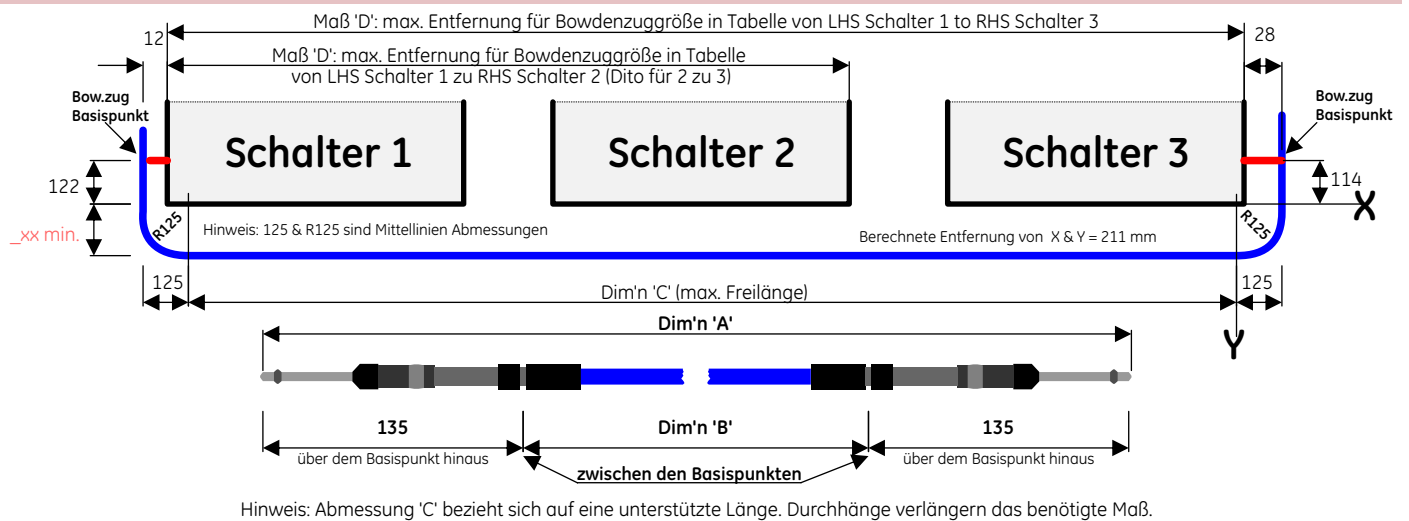 Maß 'D': max. Entfernung für Bowdenzuggröße in Tabelle von LHS Schalter 1 to RHS Schalter 3
12
28
Maß 'D': max. Entfernung für Bowdenzuggröße in Tabelle
von LHS Schalter 1 zu RHS Schalter 2 (Dito für 2 zu 3)
Bow.zug
Basispunkt
Bow.zug
Basispunkt
Schalter 1
Schalter 2
Schalter 3
122
114
X
_xx min.
R125
Hinweis: 125 & R125 sind Mittellinien Abmessungen
Berechnete Entfernung von X & Y = 211 mm
R125
125
Dim'n 'C' (max. Freilänge)
125
Dim'n 'A'
Y
135
Dim'n 'B'
135
über dem Basispunkt hinaus
zwischen den Basispunkten
über dem Basispunkt hinaus
Hinweis: Abmessung 'C' bezieht sich auf eine unterstützte Länge. Durchhänge verlängern das benötigte Maß.